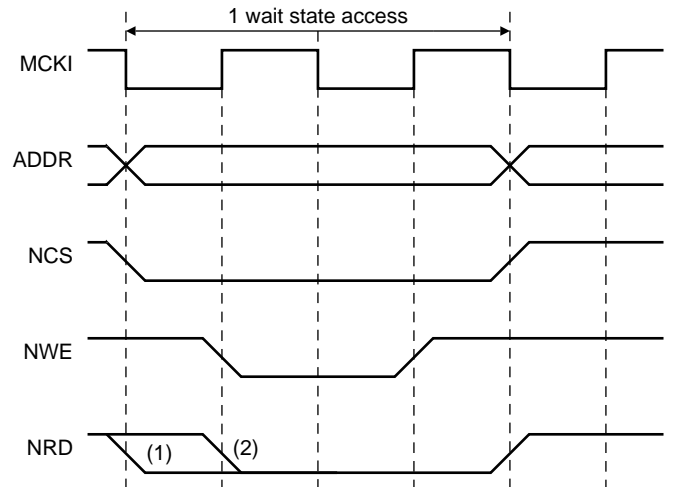 1 wait state access
MCKI
ADDR
NCS
NWE
NRD
(1)
(2)